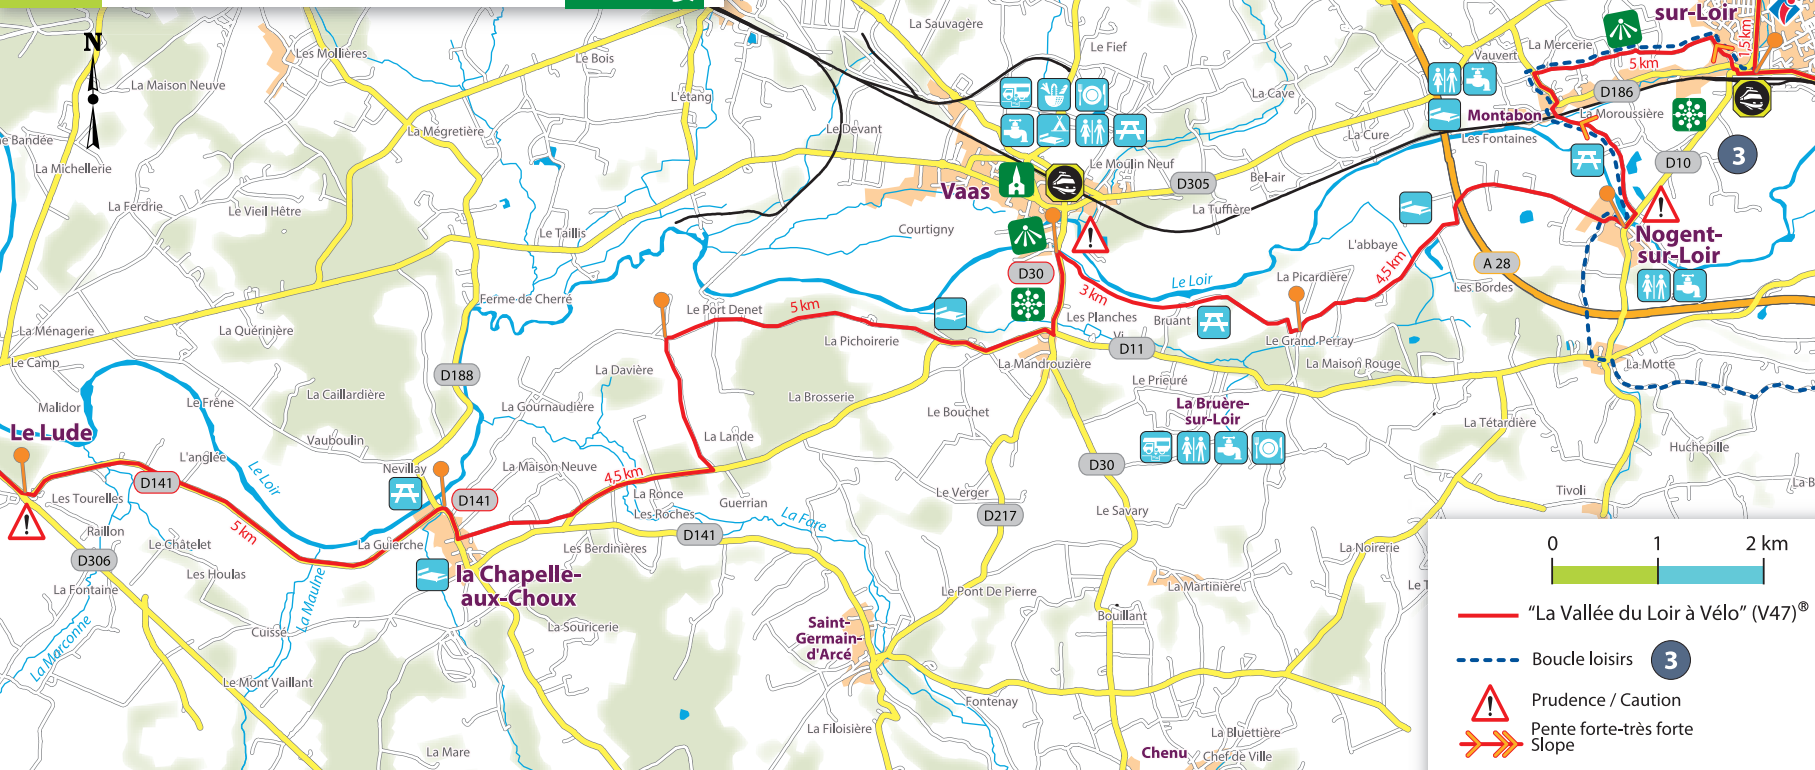 N
Les Mollières
La Maison Neuve
Le Bois
La Sauvagère
Le Fief
sur-Loir
1,5 km
La Mercerie
Vauvert
5 km
D186
L'étang
La Cave
Montabon
La Moroussière
La Mégretière
Le Devant
La Cure
Les Fontaines
La Michellerie
Le Moulin Neuf
D10
3
Vaas
D305
Bel-air
La Ferdrie
Le Vieil Hêtre
La Tuffière
Le Taillis
Courtigny
L'abbaye
Nogent-
sur-Loir
D30
A 28
Le Loir
La Picardière
4,5 km
Les Bordes
Ferme de Cherré
3 km
Le Port Denet
5 km
Les Planches
Bruant
La Ménagerie
La Quérinière
La Pichoirerie
Vi
D11
Le Grand Perray
Le Camp
La Mandrouzière
La Maison Rouge
La Motte
D188
La Davière
Le Prieuré
La Caillardière
La Brosserie
Malidor
Le Frêne
La Gournaudière
Le Bouchet
La Bruère-
sur-Loir
La Tétardière
Le Lude
Vauboulin
La Lande
Huchepille
L'anglée
Le Loir
Nevillay
La Maison Neuve
4,5 km
D30
D141
Les Tourelles
D141
La Ronce
Guerrian
Le Verger
Tivoli
Les Roches
La Fare
D217
Le Savary
Raillon
5 km
D141
La Guierche
Le Châtelet
Les Berdinières
La Noirerie
D306
Les Houlas
la Chapelle-
aux-Choux
La Fontaine
La Maulne
Le Pont De Pierre
La Martinière
Bouillant
La Marconne
Cuissé
La Souricerie
Saint-
Germain-
d'Arcé
Le Mont Vaillant
Fontenay
La Filoisière
La Bluettière
La Mare
Chenu
Cher de Ville
0 1 2 km
“La Vallée du Loir à Vélo” (V47)®
Boucle loisirs 3
Prudence / Caution
Pente forte-très forte
Slope